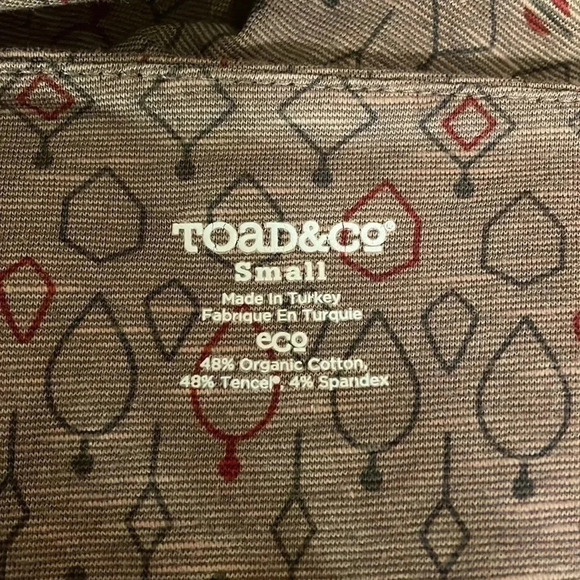 TOAD&CO®
Small
Made In Turkey
Fabrique En Turquie
eco
48% Organic Cotton,
48% Tencel®, 4% Spandex